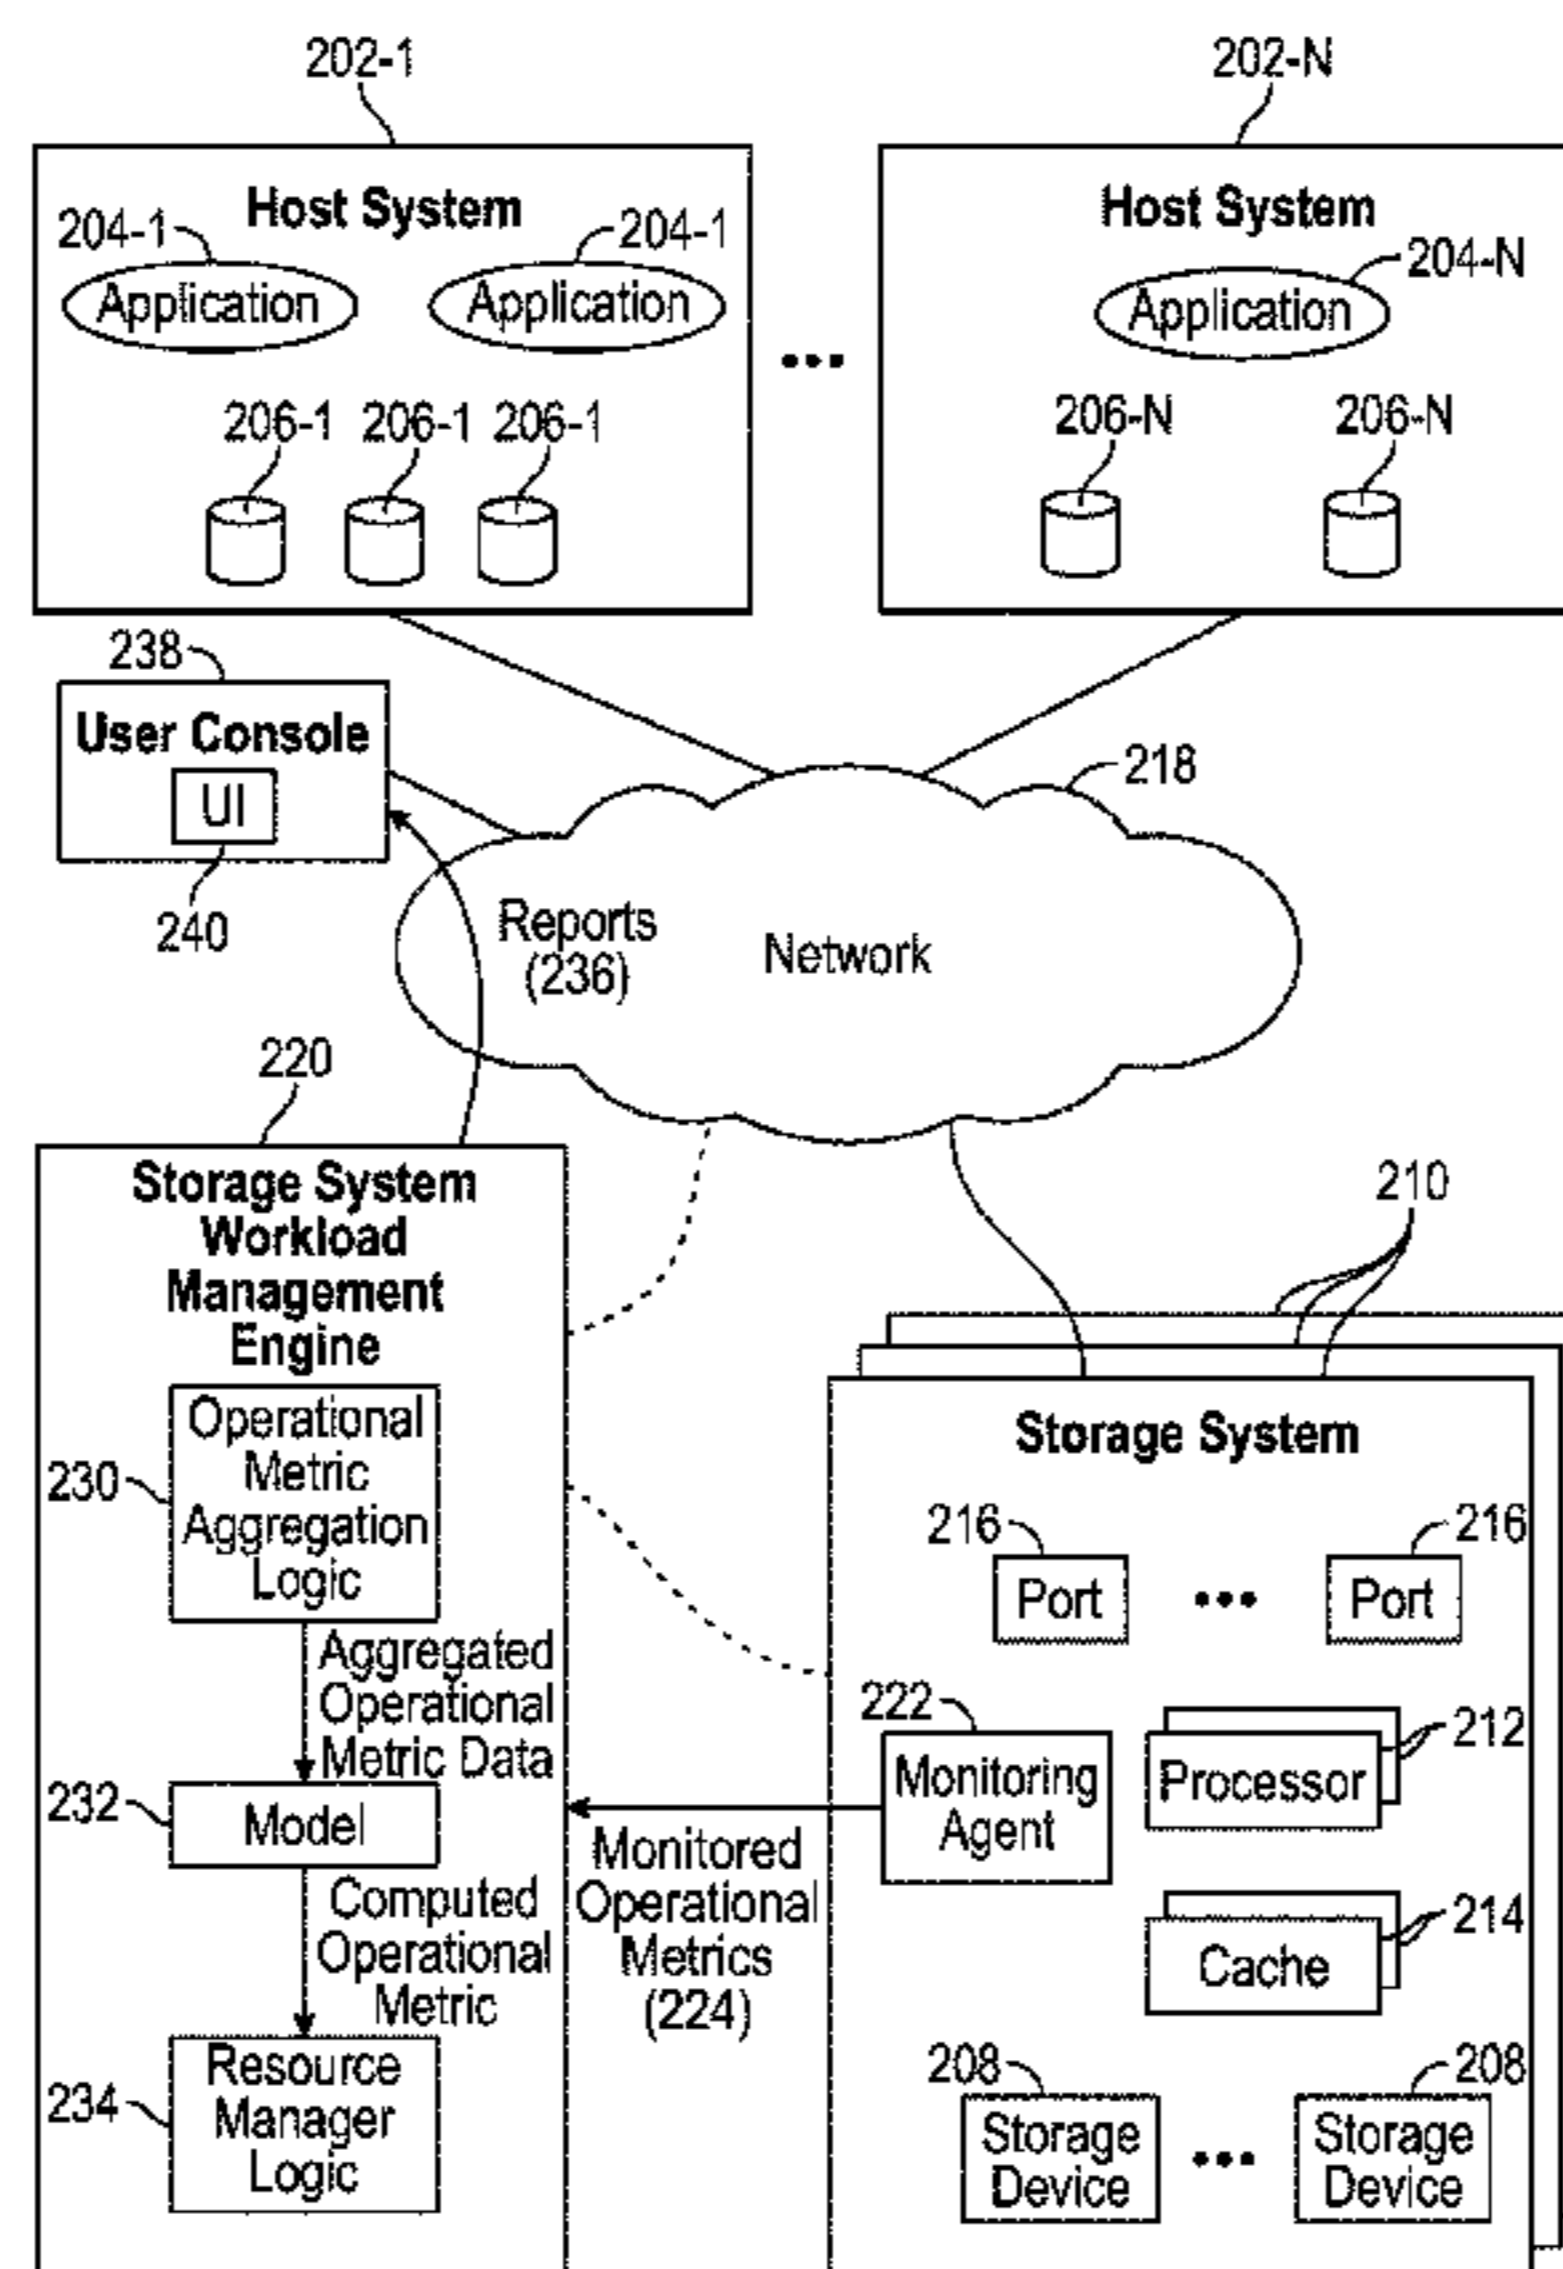 202-1
202-N
Host System
204-1
204-1
Application
Application
206-1 206-1 206-1
Host System
204-N
Application
206-N
206-N
238
User Console
UI
240
218
Reports
(236)
Network
220
Storage System
Workload
Management
Engine
230
Operational
Metric
Aggregation
Logic
Aggregated
Operational
Metric Data
232
Model
Computed
Operational
Metric
234
Resource
Manager
Logic
Monitored
Operational
Metrics
(224)
210
Storage System
216
216
Port
Port
222
Monitoring
Agent
212
Processor
214
Cache
208
208
Storage
Device
Storage
Device